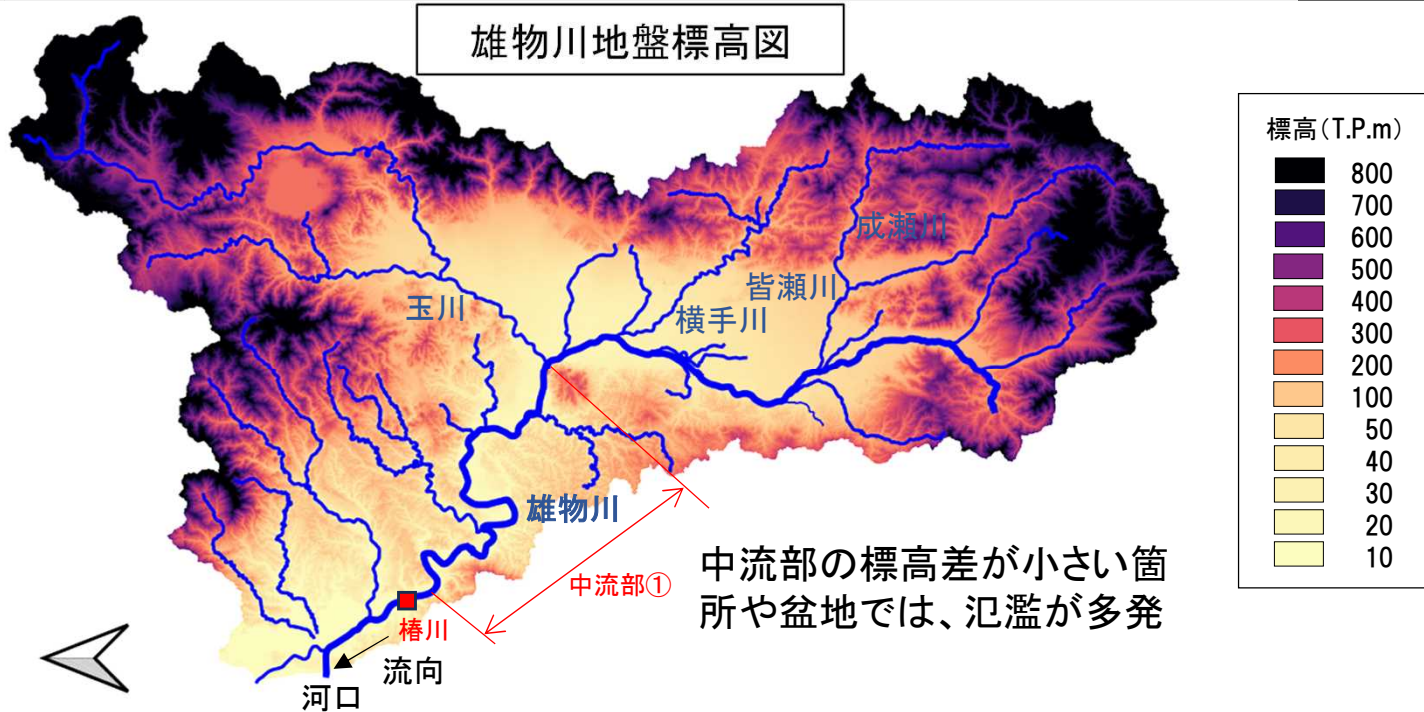 雄物川地盤標高図
標高(T.P.m)
800
700
600
500
400
300
200
100
50
40
30
20
10
成瀬川
皆瀬川
玉川
横手川
雄物川
中流部①
中流部の標高差が小さい箇
所や盆地では、氾濫が多発
椿川
流向
河口